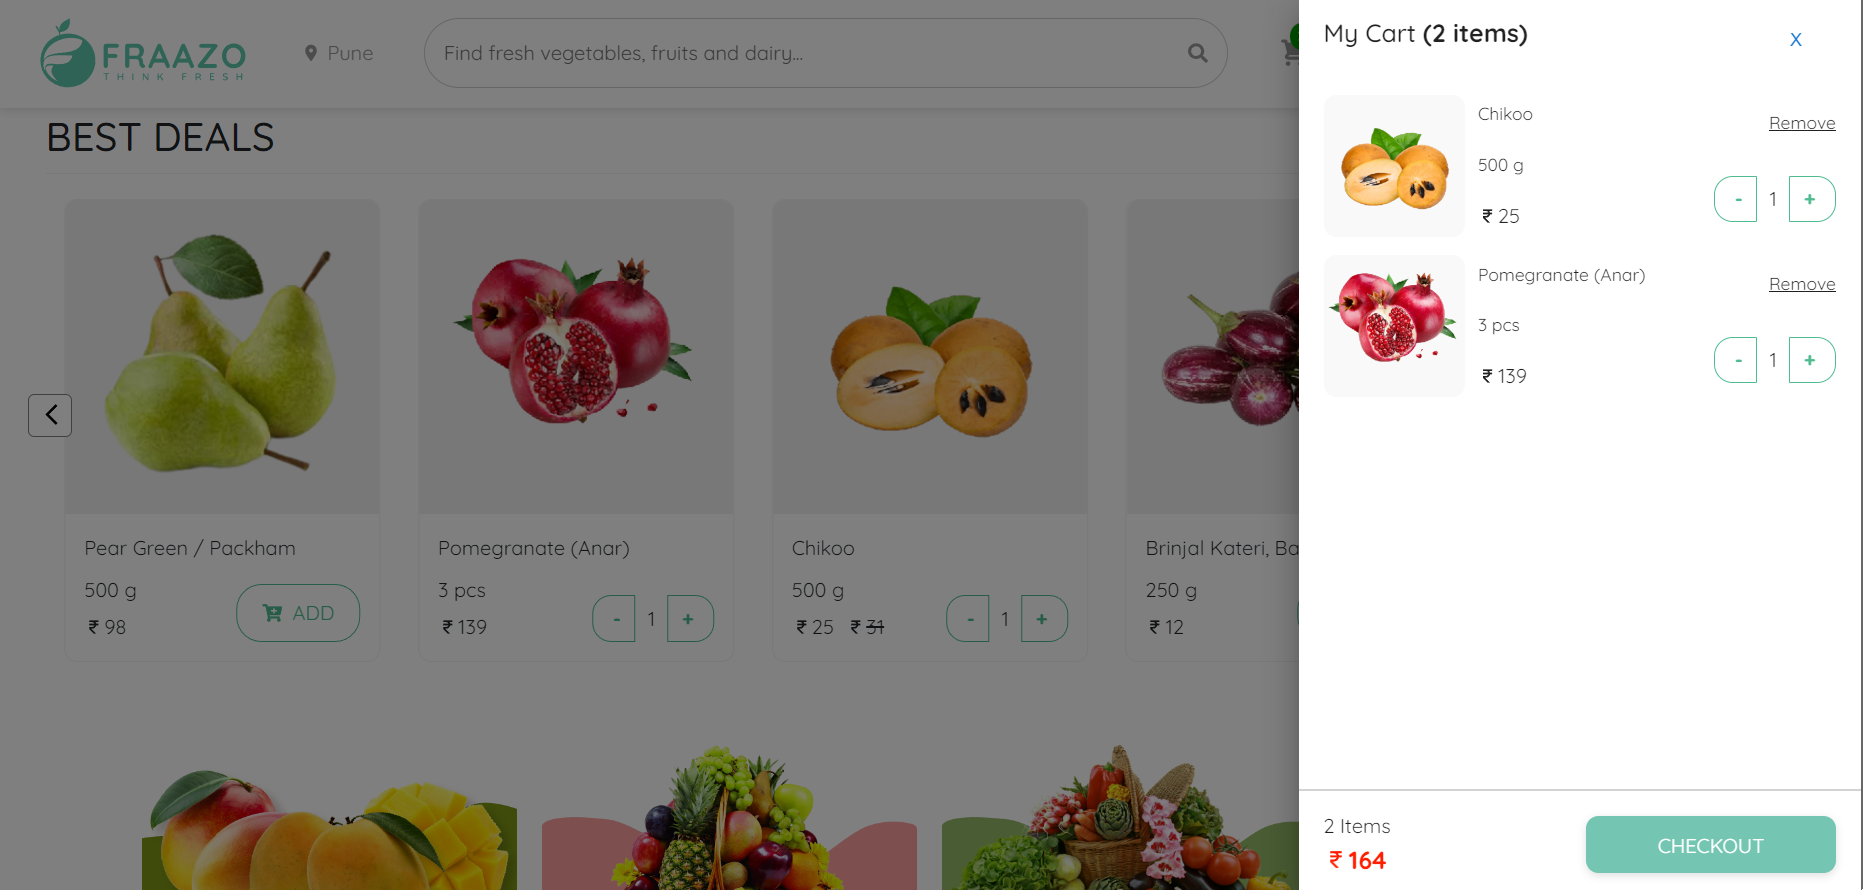 FRAAZO
THINK FRESH
Pune
Find fresh vegetables, fruits and dairy...
BEST DEALS
Pear Green / Packham
500 g
₹ 98
ADD
Pomegranate (Anar)
3 pcs
₹ 139
- 1 +
Chikoo
500 g
₹ 25 ₹ 31
- 1 +
Brinjal Kateri, Ba
250 g
₹ 12
My Cart (2 items)
X
Chikoo
Remove
500 g
₹ 25
- 1 +
Pomegranate (Anar)
Remove
3 pcs
₹ 139
- 1 +
2 Items
₹ 164
CHECKOUT